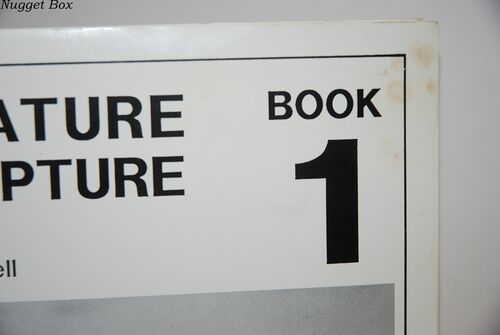 Nugget Box
ATURE
BOOK
PTURE
1
ell